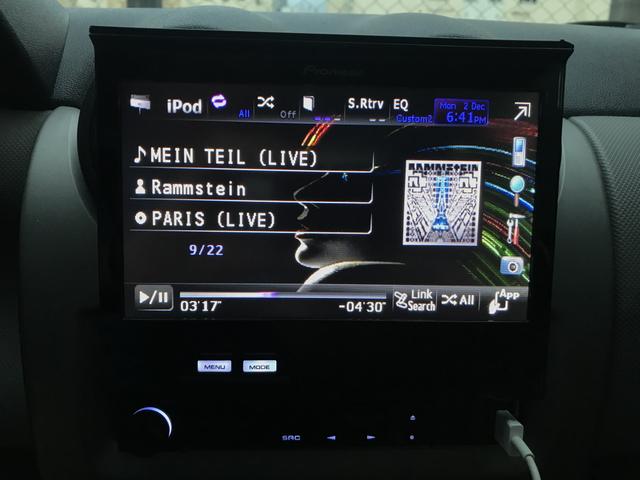 Pioneer
iPod All Off S.Rtrv EQ Custom2 Mon 2 Dec
6:41PM
MEIN TEIL (LIVE)
Rammstein
PARIS (LIVE)
9/22
RAMMSTEIN
03'17" -04'30"
Link
Search
All
APP
MENU MODE
SRC